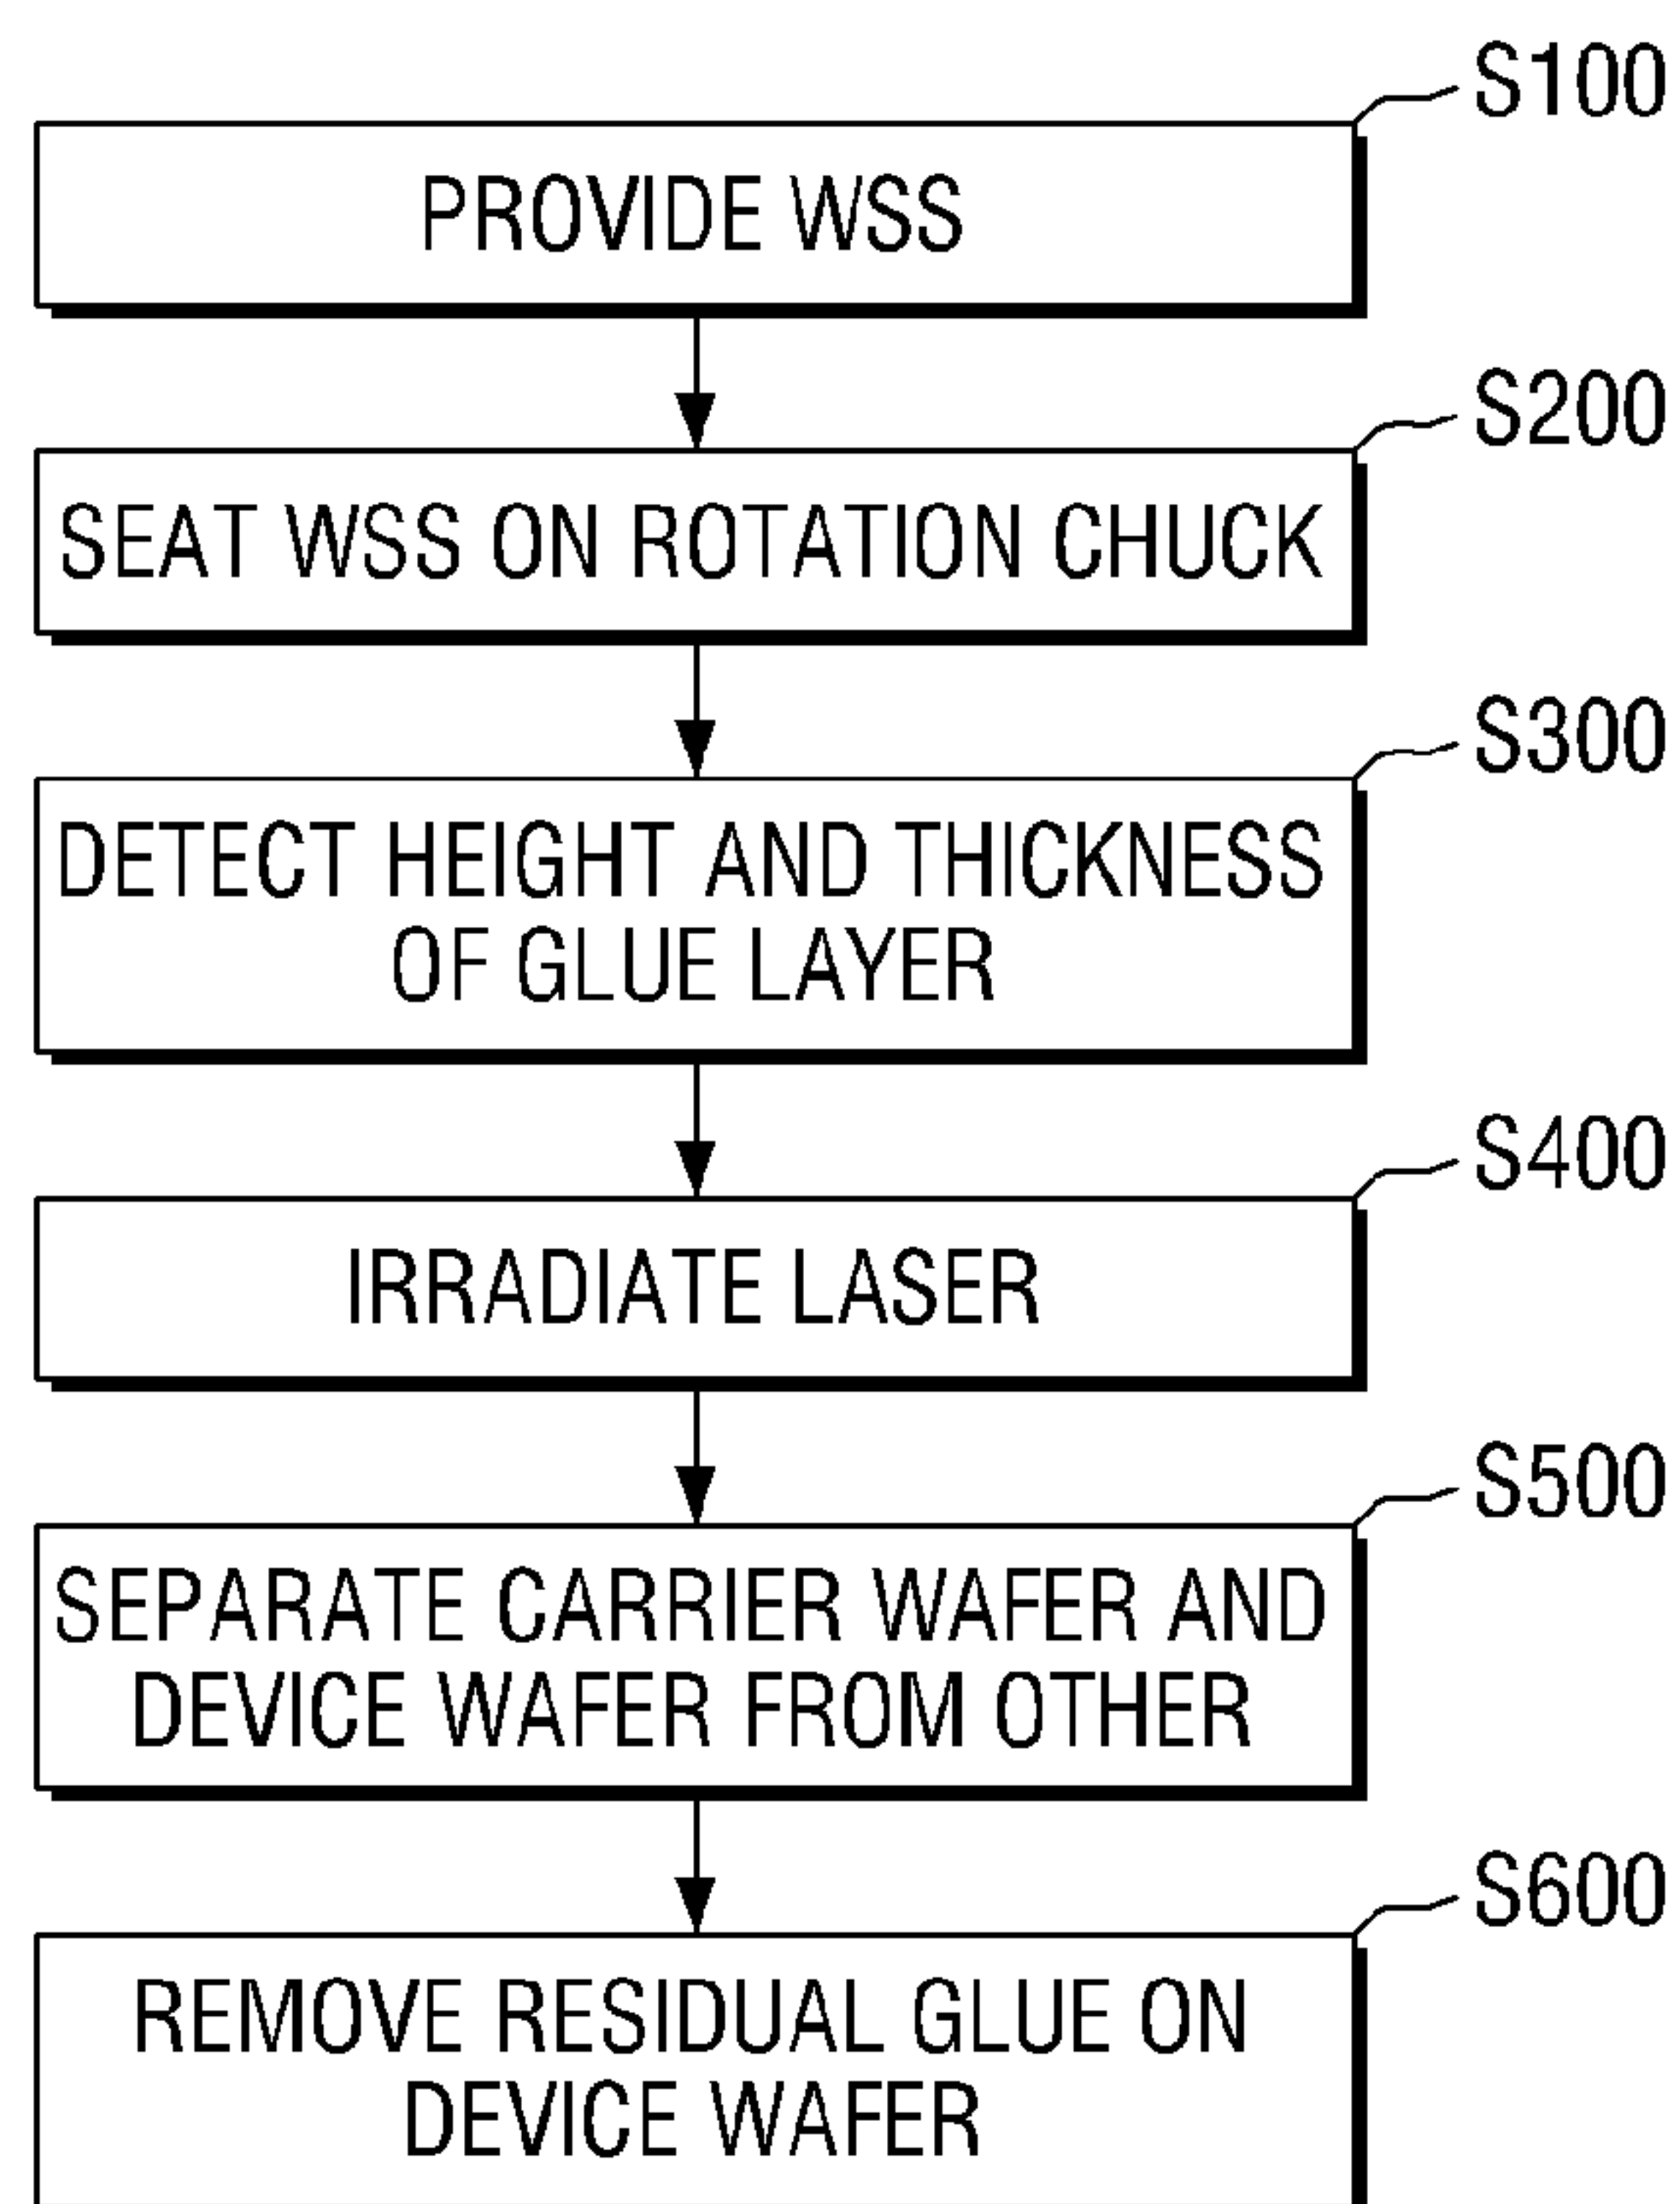 S100
PROVIDE WSS
S200
SEAT WSS ON ROTATION CHUCK
S300
DETECT HEIGHT AND THICKNESS
OF GLUE LAYER
S400
IRRADIATE LASER
S500
SEPARATE CARRIER WAFER AND
DEVICE WAFER FROM OTHER
S600
REMOVE RESIDUAL GLUE ON
DEVICE WAFER